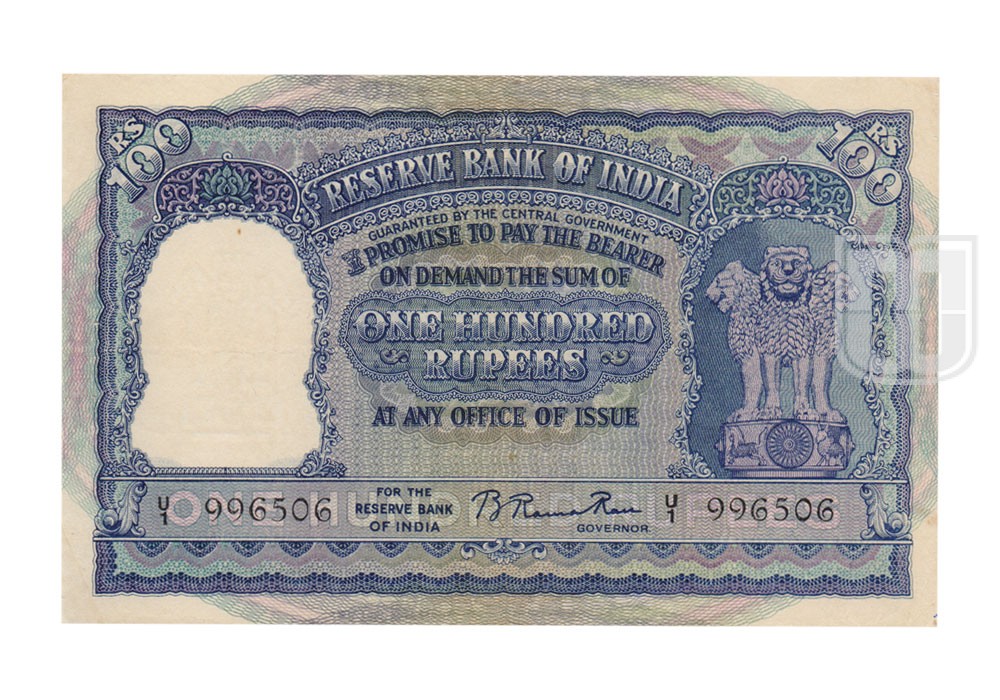 RS 100
RS 100
RESERVE BANK OF INDIA
GUARANTEED BY THE CENTRAL GOVERNMENT
I PROMISE TO PAY THE BEARER
ON DEMAND THE SUM OF
ONE HUNDRED
RUPEES
AT ANY OFFICE OF ISSUE
U/1 996506
FOR THE
RESERVE BANK
OF INDIA
B Rama Rau
GOVERNOR.
U/1 996506